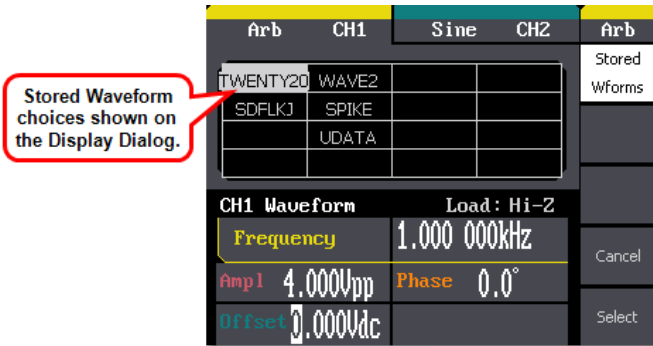 Arb CH1 Sine CH2 Arb
Stored
Wforms
TWENTY20 WAVE2
SDFLKJ SPIKE
UDATA
Stored Waveform
choices shown on
the Display Dialog.
CH1 Waveform Load: Hi-Z
Frequency 1.000 000kHz
Ampl 4.000Vpp Phase 0.0°
Offset 0.000Vdc
Cancel
Select